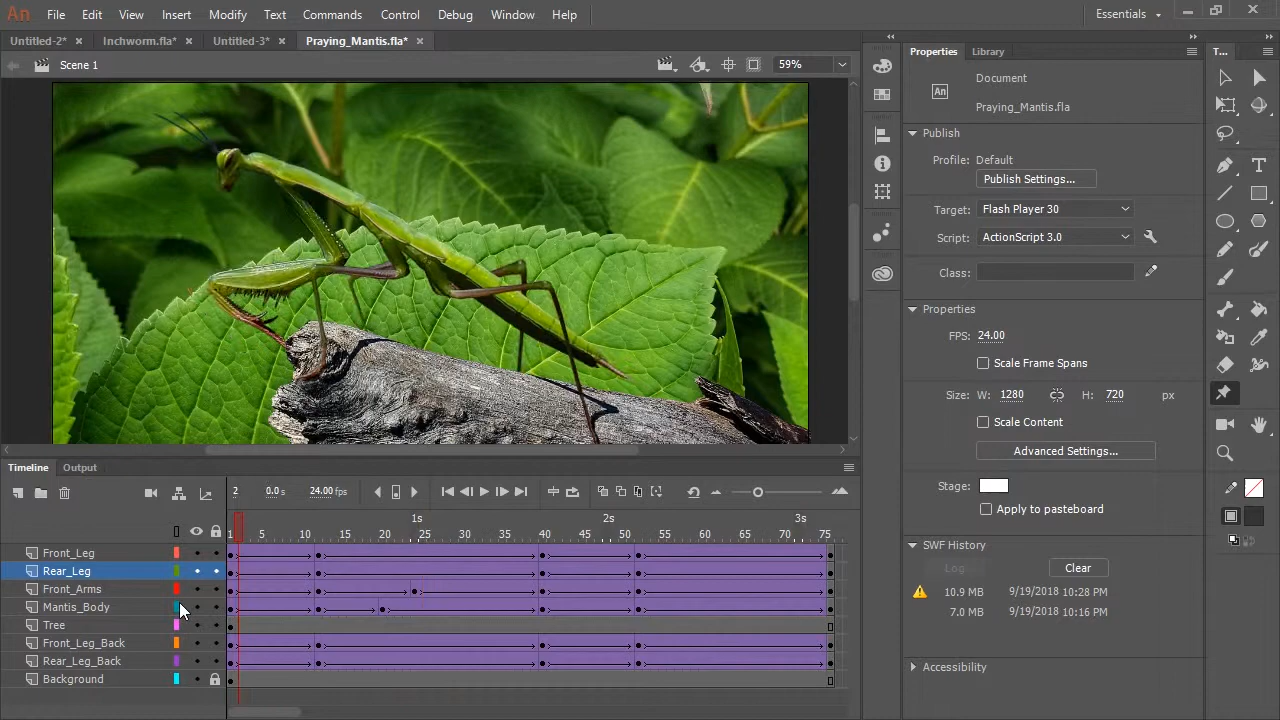 An File Edit View Insert Modify Text Commands Control Debug Window Help Essentials
Untitled-2* × Inchworm.fla* × Untitled-3* × Praying_Mantis.fla* ×
Scene 1 59%
Properties Library T...
Document
An Praying_Mantis.fla
Publish
Profile: Default
Publish Settings...
Target: Flash Player 30
Script: ActionScript 3.0
Class:
Properties
FPS: 24.00
Scale Frame Spans
Size: W: 1280 H: 720 px
Scale Content
Advanced Settings...
Stage:
Apply to pasteboard
SWF History
Log Clear
10.9 MB 9/19/2018 10:28 PM
7.0 MB 9/19/2018 10:16 PM
Accessibility
Timeline Output
2 0.0 s 24.00 fps
1s 2s 3s
1 5 10 15 20 25 30 35 40 45 50 55 60 65 70 75
Front_Leg
Rear_Leg
Front_Arms
Mantis_Body
Tree
Front_Leg_Back
Rear_Leg_Back
Background